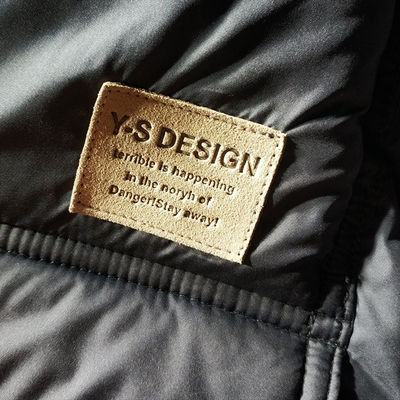 Y-S DESIGN
terrible is happening
in the noryh of
Danger!Stay away!